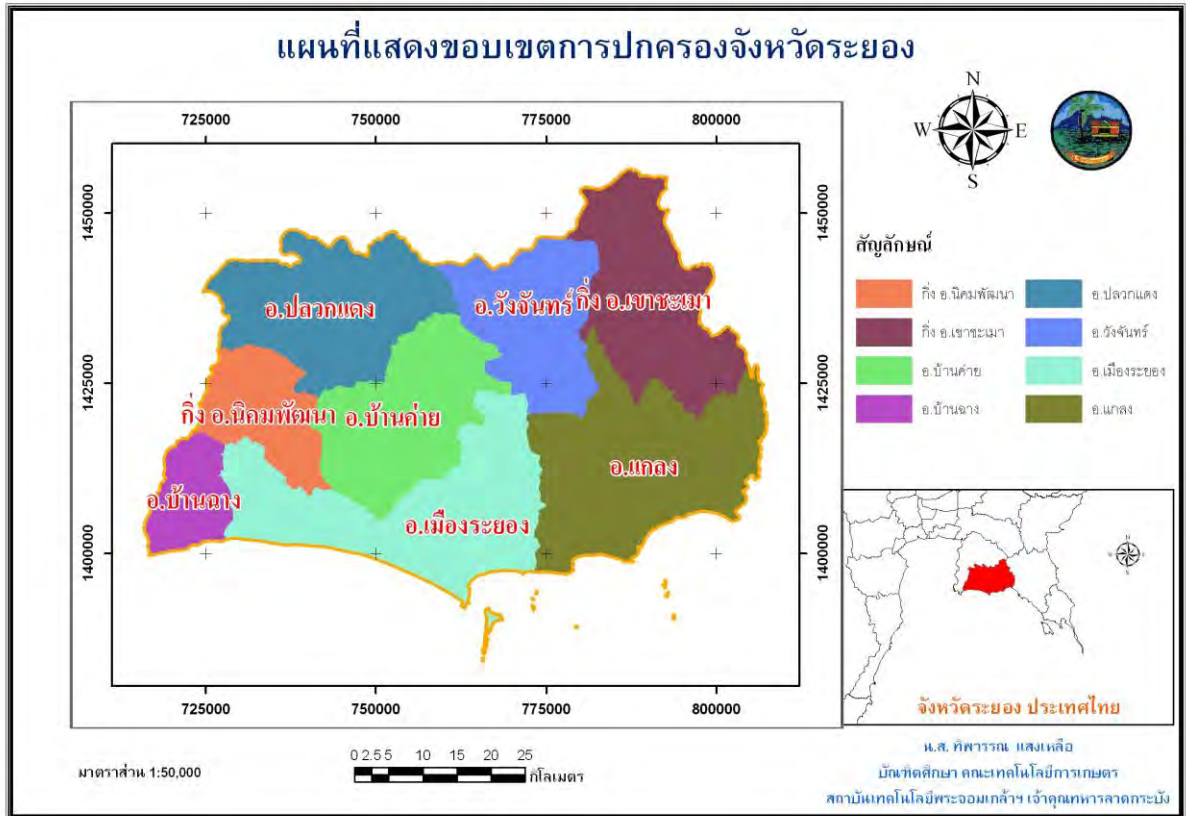 แผนที่แสดงขอบเขตการปกครองจังหวัดระยอง
N
W E
S
725000 750000 775000 800000
1450000 1450000
1425000 1425000
1400000 1400000
อ.ปลวกแดง
อ.วังจันทร์
กิ่ง อ.เขาชะเมา
กิ่ง อ.นิคมพัฒนา
อ.บ้านค่าย
อ.แกลง
อ.บ้านฉาง
อ.เมืองระยอง
725000 750000 775000 800000
สัญลักษณ์
กิ่ง อ.นิคมพัฒนา อ.ปลวกแดง
กิ่ง อ.เขาชะเมา อ.วังจันทร์
อ.บ้านค่าย อ.เมืองระยอง
อ.บ้านฉาง อ.แกลง
จังหวัดระยอง ประเทศไทย
มาตราส่วน 1:50,000
0 2.5 5 10 15 20 25
กิโลเมตร
น.ส. ทิพวรรณ แสงเหลือ
บัณฑิตศึกษา คณะเทคโนโลยีการเกษตร
สถาบันเทคโนโลยีพระจอมเกล้าฯ เจ้าคุณทหารลาดกระบัง